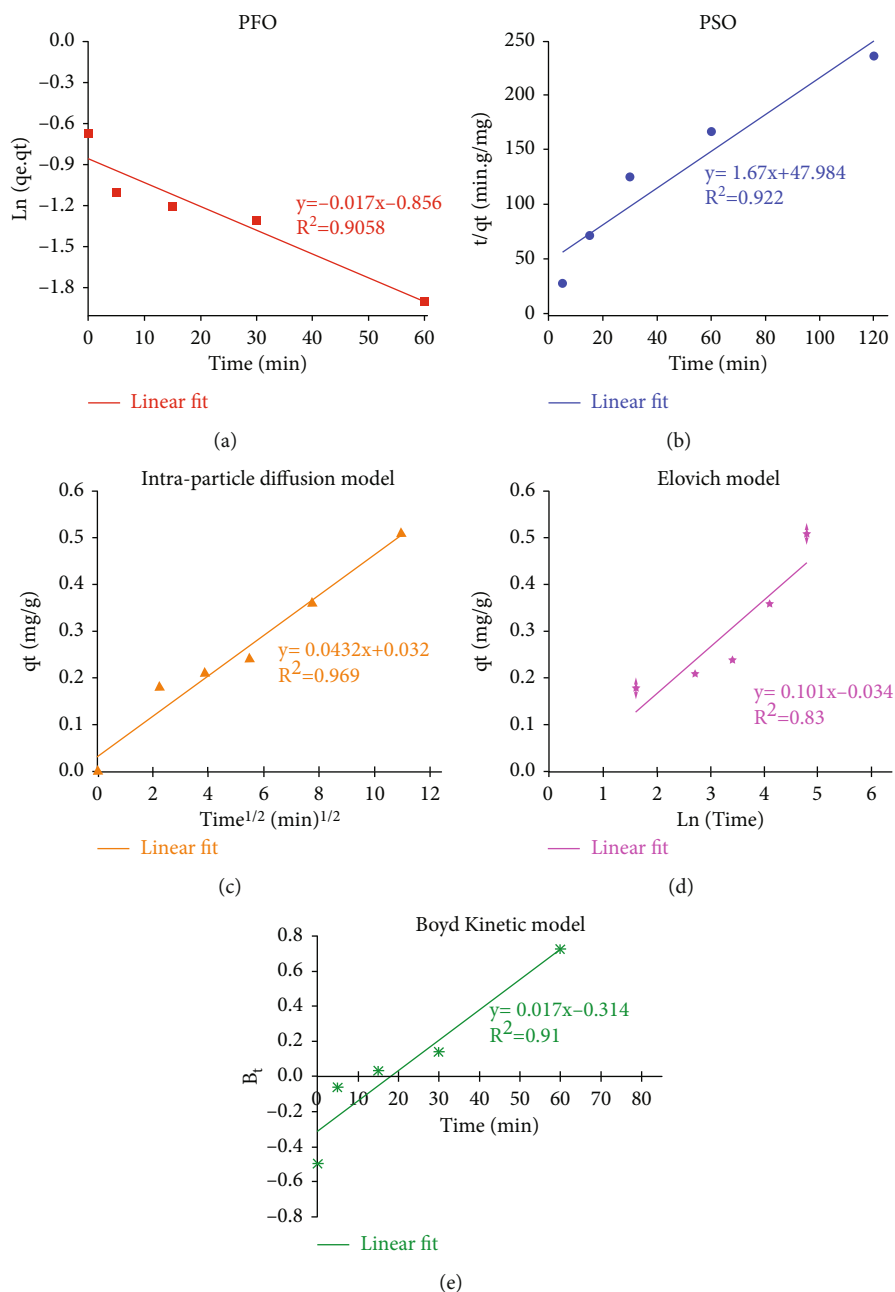 PFO
Ln (qe.qt)
0.0
−0.3
−0.6
−0.9
−1.2
−1.5
−1.8
y=−0.017x−0.856
R²=0.9058
0 10 20 30 40 50 60
Time (min)
Linear fit
(a)
PSO
t/qt (min.g/mg)
250
200
150
100
50
0
y= 1.67x+47.984
R²=0.922
0 20 40 60 80 100 120
Time (min)
Linear fit
(b)
Intra-particle diffusion model
qt (mg/g)
0.6
0.5
0.4
0.3
0.2
0.1
0.0
y= 0.0432x+0.032
R²=0.969
0 2 4 6 8 10 12
Time¹/² (min)¹/²
Linear fit
(c)
Elovich model
qt (mg/g)
0.6
0.5
0.4
0.3
0.2
0.1
0.0
y= 0.101x−0.034
R²=0.83
0 1 2 3 4 5 6
Ln (Time)
Linear fit
(d)
Boyd Kinetic model
Bₜ
0.8
0.6
0.4
0.2
0.0
−0.2
−0.4
−0.6
−0.8
y= 0.017x−0.314
R²=0.91
0 10 20 30 40 50 60 70 80
Time (min)
Linear fit
(e)